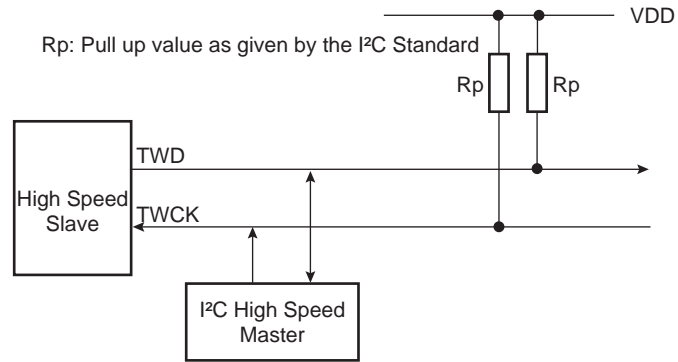 VDD
Rp: Pull up value as given by the I²C Standard
Rp
Rp
TWD
High Speed
Slave
TWCK
I²C High Speed
Master